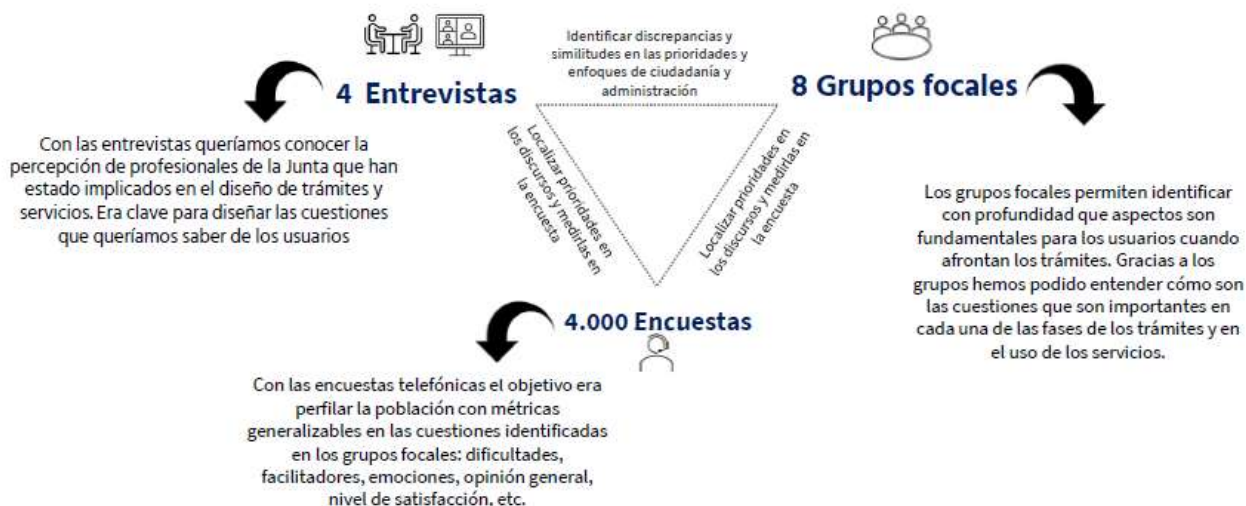 Identificar discrepancias y
similitudes en las prioridades y
enfoques de ciudadanía y
administración
4 Entrevistas
8 Grupos focales
Con las entrevistas queríamos conocer la
percepción de profesionales de la Junta que han
estado implicados en el diseño de trámites y
servicios. Era clave para diseñar las cuestiones
que queríamos saber de los usuarios
Localizar prioridades en
los discursos y medirlas en
la encuesta
Localizar prioridades en
los discursos y medirlas en
la encuesta
Los grupos focales permiten identificar
con profundidad que aspectos son
fundamentales para los usuarios cuando
afrontan los trámites. Gracias a los
grupos hemos podido entender cómo son
las cuestiones que son importantes en
cada una de las fases de los trámites y en
el uso de los servicios.
4.000 Encuestas
Con las encuestas telefónicas el objetivo era
perfilar la población con métricas
generalizables en las cuestiones identificadas
en los grupos focales: dificultades,
facilitadores, emociones, opinión general,
nivel de satisfacción, etc.